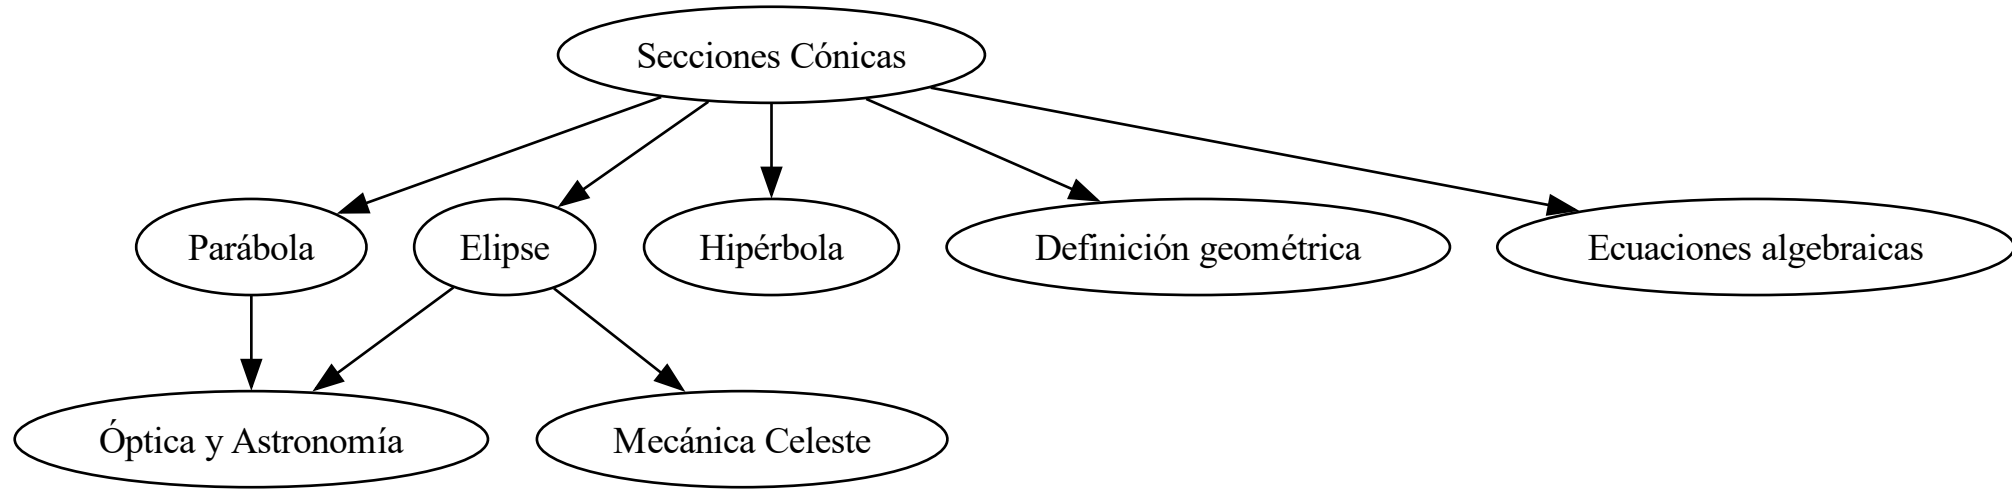 Secciones Cónicas
Parábola
Elipse
Hipérbola
Definición geométrica
Ecuaciones algebraicas
Óptica y Astronomía
Mecánica Celeste